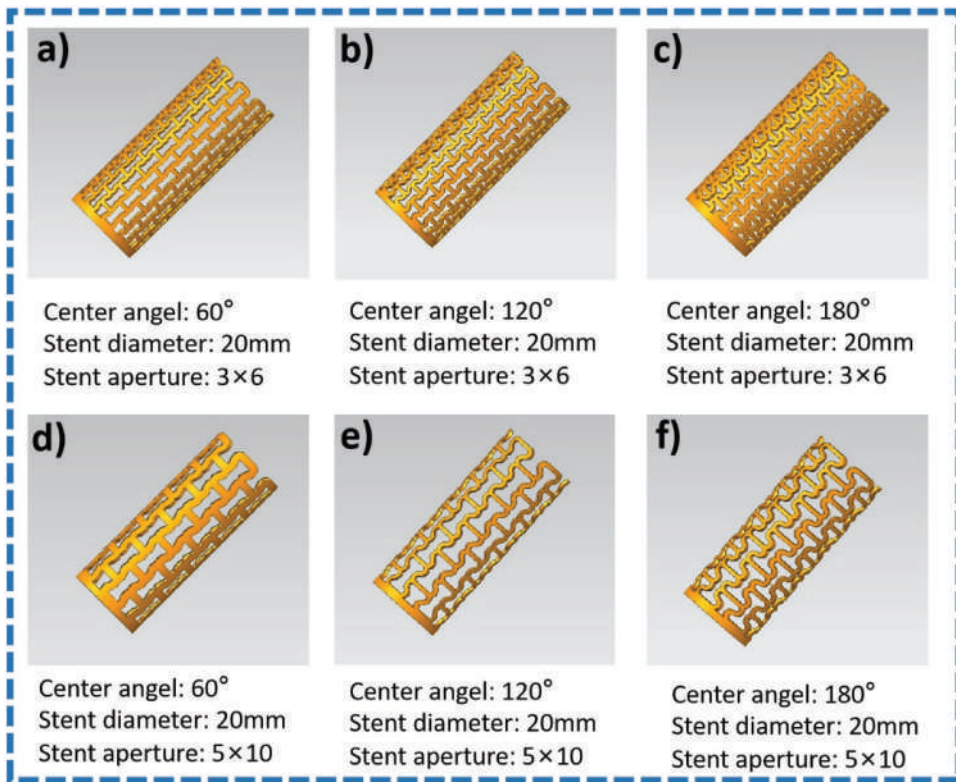 a)
b)
c)
Center angel: 60°
Stent diameter: 20mm
Stent aperture: 3×6
Center angel: 120°
Stent diameter: 20mm
Stent aperture: 3×6
Center angel: 180°
Stent diameter: 20mm
Stent aperture: 3×6
d)
e)
f)
Center angel: 60°
Stent diameter: 20mm
Stent aperture: 5×10
Center angel: 120°
Stent diameter: 20mm
Stent aperture: 5×10
Center angel: 180°
Stent diameter: 20mm
Stent aperture: 5×10